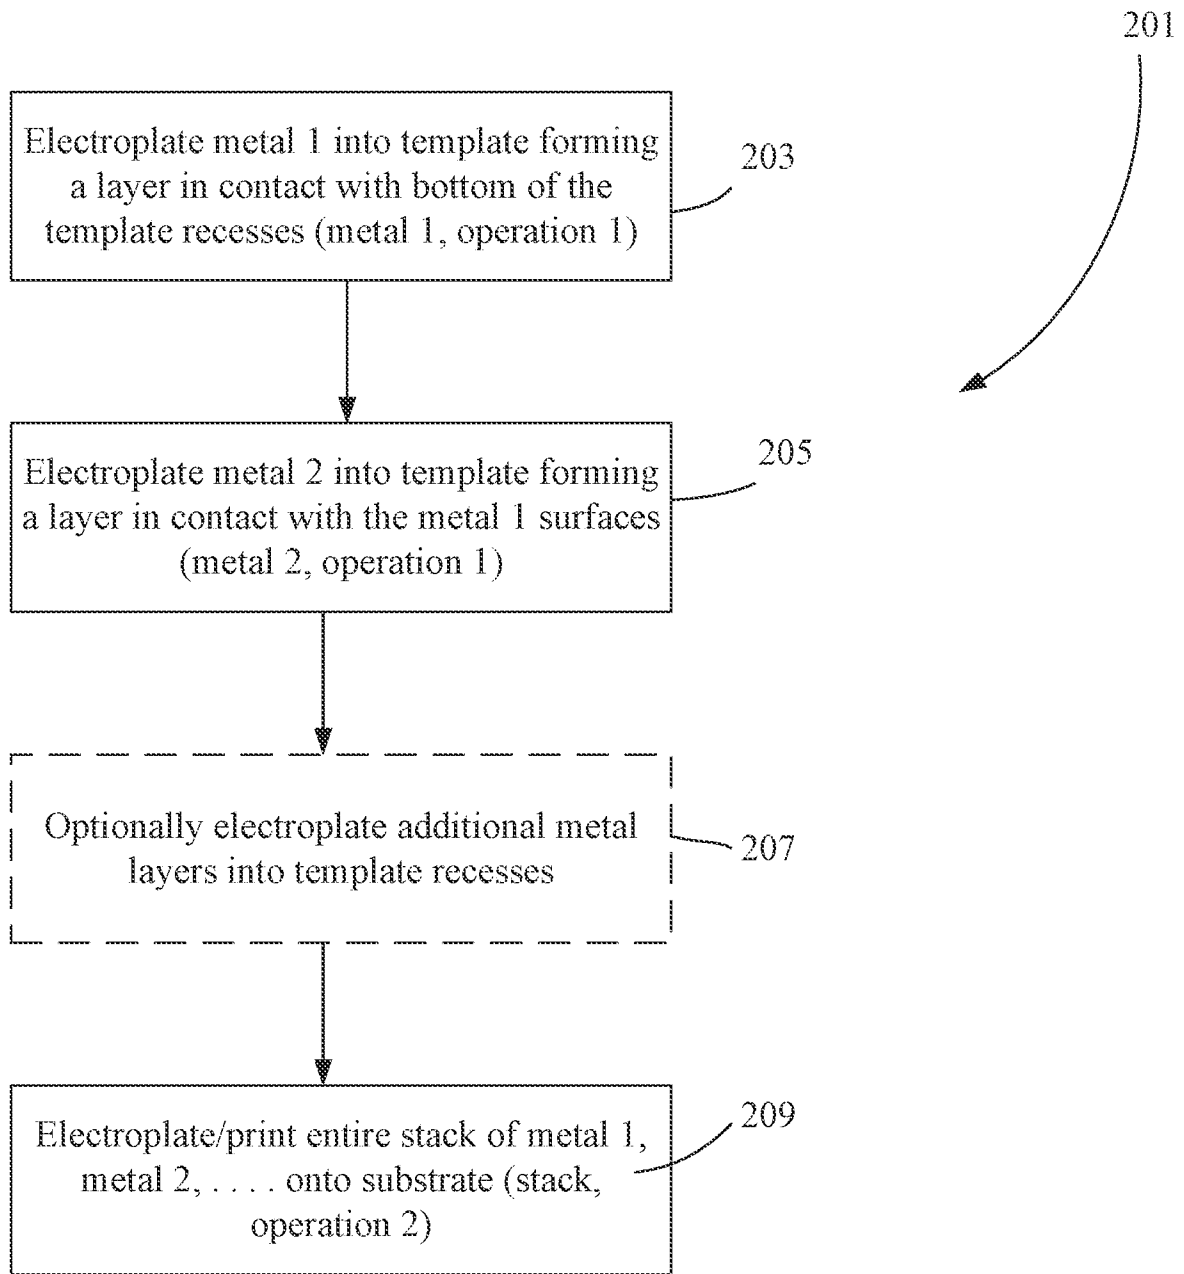 201
Electroplate metal 1 into template forming
a layer in contact with bottom of the
template recesses (metal 1, operation 1)
203
Electroplate metal 2 into template forming
a layer in contact with the metal 1 surfaces
(metal 2, operation 1)
205
Optionally electroplate additional metal
layers into template recesses
207
Electroplate/print entire stack of metal 1,
metal 2, . . . . onto substrate (stack,
operation 2)
209